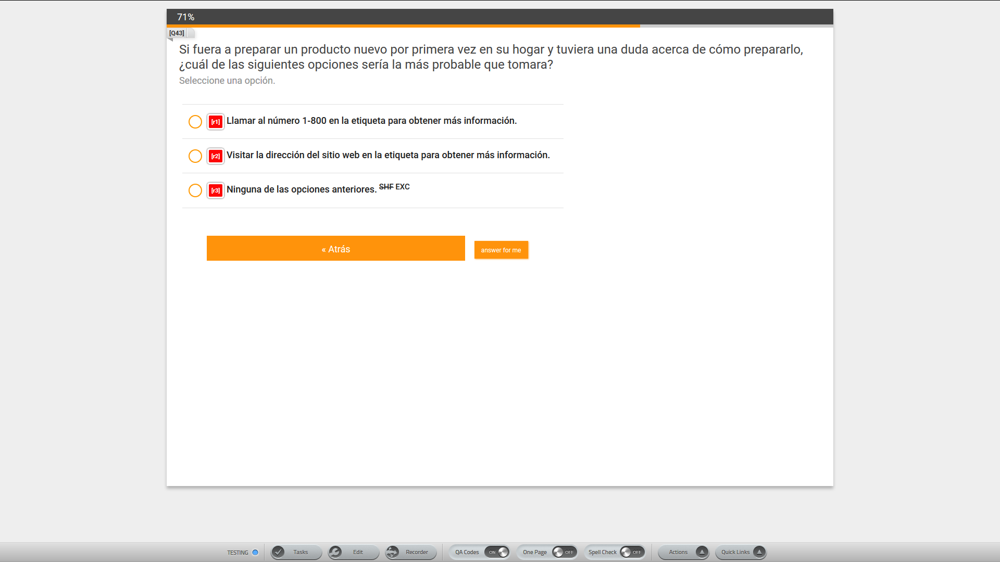 71%
[Q43]
Si fuera a preparar un producto nuevo por primera vez en su hogar y tuviera una duda acerca de cómo prepararlo,
¿cuál de las siguientes opciones sería la más probable que tomara?
Seleccione una opción.
[r1] Llamar al número 1-800 en la etiqueta para obtener más información.
[r2] Visitar la dirección del sitio web en la etiqueta para obtener más información.
[r3] Ninguna de las opciones anteriores. SHF EXC
« Atrás
answer for me
TESTING Tasks Edit Recorder QA Codes ON One Page OFF Spell Check OFF Actions Quick Links